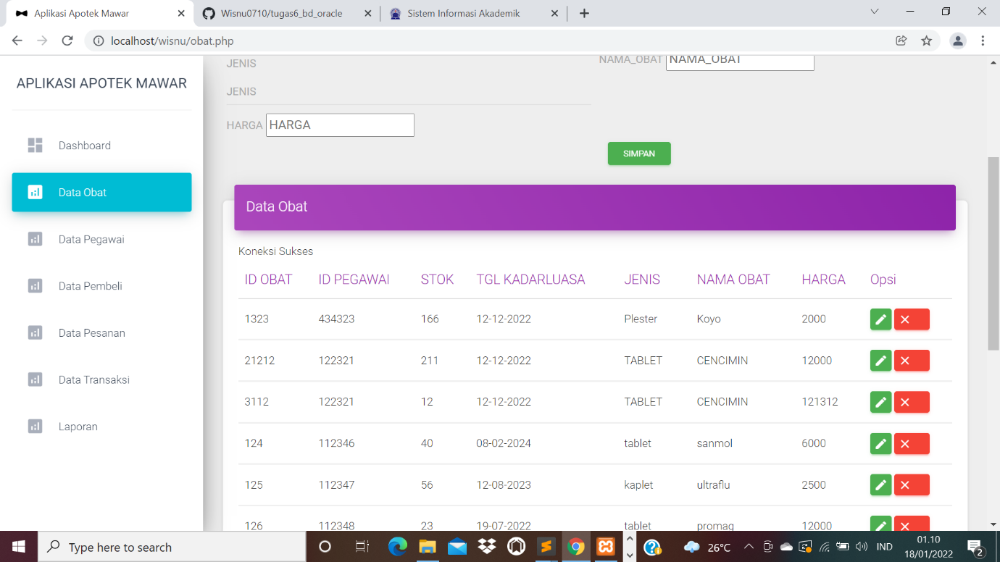 Aplikasi Apotek Mawar
Wisnu0710/tugas6_bd_oracle
Sistem Informasi Akademik
localhost/wisnu/obat.php
APLIKASI APOTEK MAWAR
Dashboard
Data Obat
Data Pegawai
Data Pembeli
Data Pesanan
Data Transaksi
Laporan
JENIS
NAMA_OBAT NAMA_OBAT
JENIS
HARGA HARGA
SIMPAN
Data Obat
Koneksi Sukses
ID OBAT ID PEGAWAI STOK TGL KADARLUASA JENIS NAMA OBAT HARGA Opsi
1323 434323 166 12-12-2022 Plester Koyo 2000
21212 122321 211 12-12-2022 TABLET CENCIMIN 12000
3112 122321 12 12-12-2022 TABLET CENCIMIN 121312
124 112346 40 08-02-2024 tablet sanmol 6000
125 112347 56 12-08-2023 kaplet ultraflu 2500
126 112348 23 19-07-2022 tablet promag 12000
Type here to search
26°C
IND
01.10
18/01/2022
2